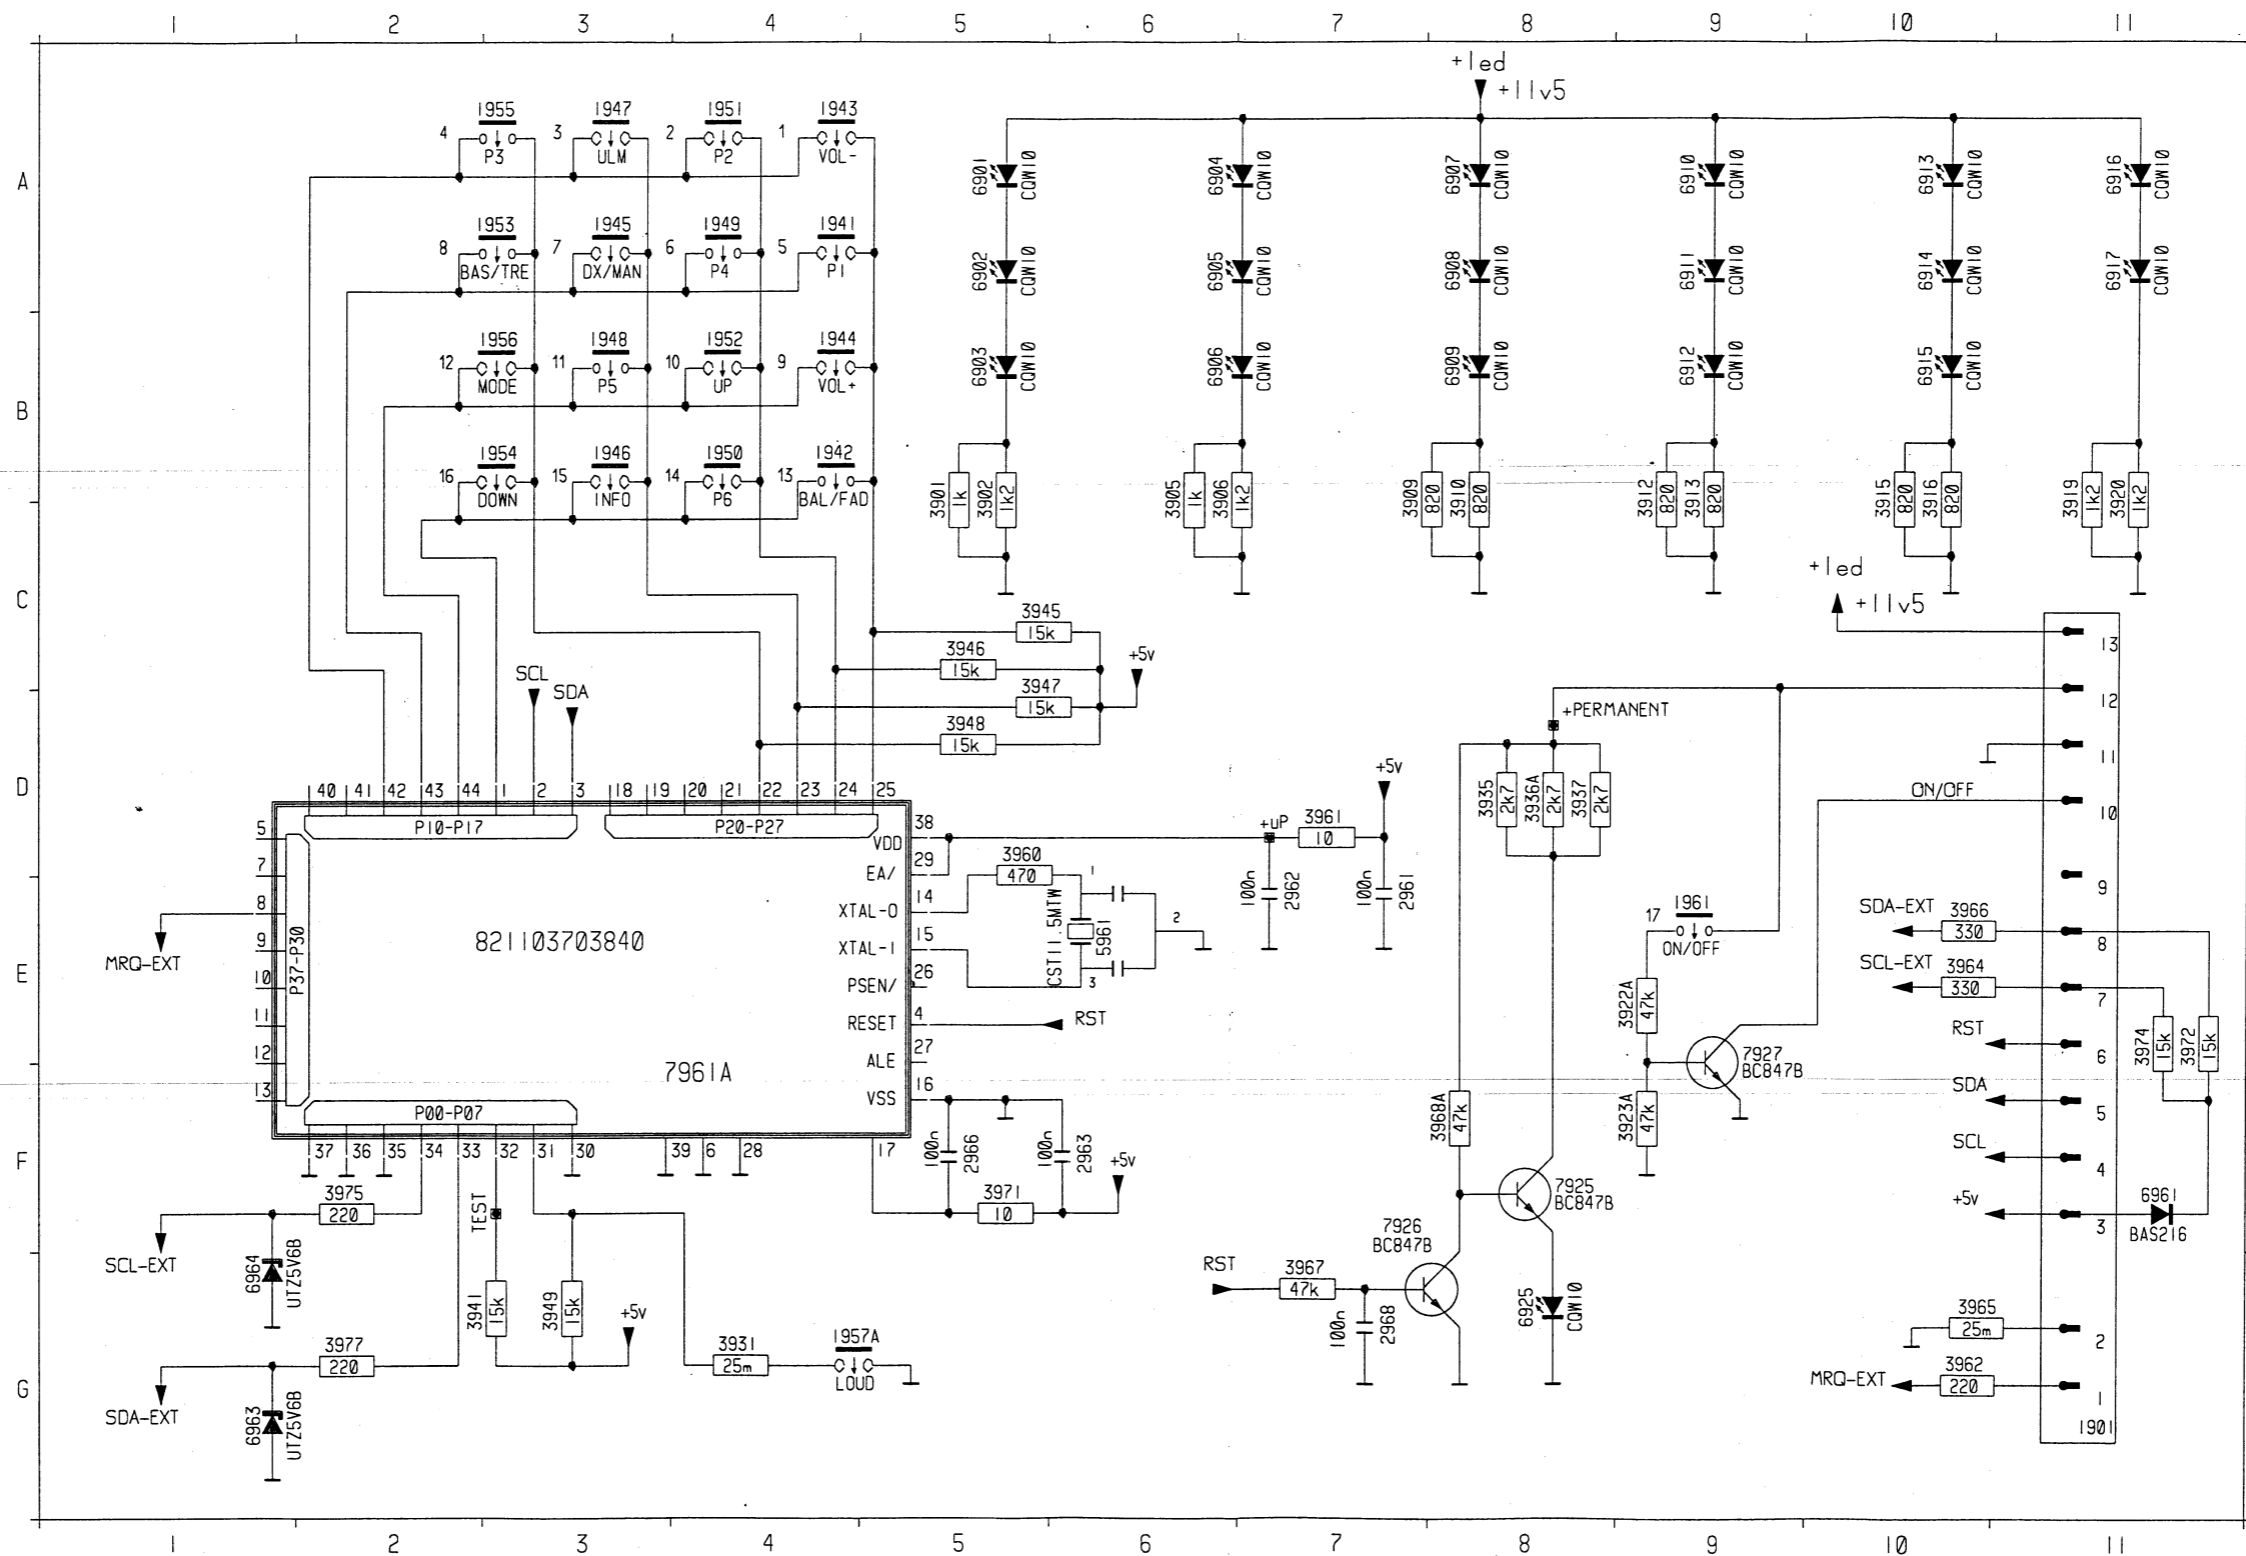 1 2 3 4 5 6 7 8 9 10 11
+led
+11v5
1955 1947 1951 1943
4 3 2 1
P3 ULM P2 VOL-
A
6901 CQW10 6904 CQW10 6907 CQW10 6910 CQW10 6913 CQW10 6916 CQW10
1953 1945 1949 1941
8 7 6 5
BAS/TRE DX/MAN P4 P1
6902 CQW10 6905 CQW10 6908 CQW10 6911 CQW10 6914 CQW10 6917 CQW10
1956 1948 1952 1944
12 11 10 9
MODE P5 UP VOL+
6903 CQW10 6906 CQW10 6909 CQW10 6912 CQW10 6915 CQW10
B
1954 1946 1950 1942
16 15 14 13
DOWN INFO P6 BAL/FAD
3901 1k 3902 1k2 3905 1k 3906 1k2 3909 820 3910 820 3912 820 3913 820 3915 820 3916 820 3919 1k2 3920 1k2
C
+led
+11v5
3945
15k
3946
15k
+5v
3947
15k
3948
15k
SCL
SDA
13
12
+PERMANENT
11
D
40 41 42 43 44 1 2 3 18 19 20 21 22 23 24 25
P10-P17 P20-P27
+5v
3935 2k7 3936A 2k7 3937 2k7
ON/OFF
10
5
38
VDD
+uP
3961
10
7
29
EA/
3960
470
1
100n 2962 100n 2961
9
8
14
XTAL-O
CST11.5MTW
5961
2
1961
17
ON/OFF
SDA-EXT
3966
330
8
MRQ-EXT
9
P37-P30
821103703840
15
XTAL-I
E
10
26
PSEN/
3
SCL-EXT
3964
330
7
3922A 47k
11
4
RESET
RST
RST
6
3974 15k 3972 15k
12
27
ALE
7961A
7927
BC847B
13
16
VSS
SDA
5
P00-P07
3968A 47k 3923A 47k
F
37 36 35 34 33 32 31 30 39 6 28 17
100n 2966 100n 2963
+5v
SCL
4
3975
220
TEST
3971
10
7925
BC847B
+5v
3
6961
BAS216
SCL-EXT
6964 UTZ5V6B
7926
BC847B
RST
3967
47k
3941 15k 3949 15k
+5v
100n 2968
6925 CQW10
3965
25m
2
3977
220
3931
25m
1957A
LOUD
G
SDA-EXT
6963 UTZ5V6B
MRQ-EXT
3962
220
1
1901
1 2 3 4 5 6 7 8 9 10 11